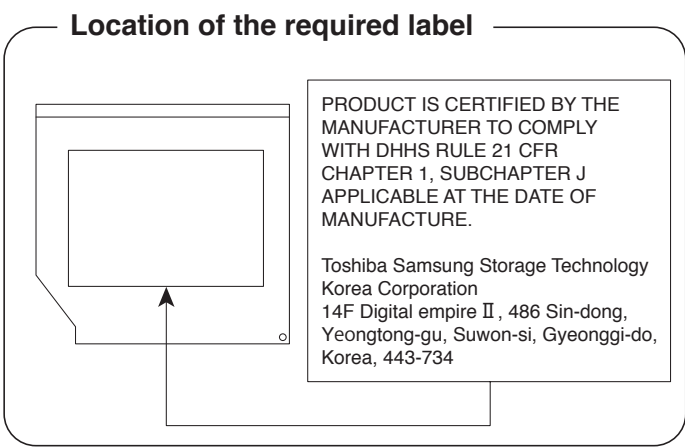 Location of the required label
PRODUCT IS CERTIFIED BY THE
MANUFACTURER TO COMPLY
WITH DHHS RULE 21 CFR
CHAPTER 1, SUBCHAPTER J
APPLICABLE AT THE DATE OF
MANUFACTURE.
Toshiba Samsung Storage Technology
Korea Corporation
14F Digital empire Ⅱ, 486 Sin-dong,
Yeongtong-gu, Suwon-si, Gyeonggi-do,
Korea, 443-734